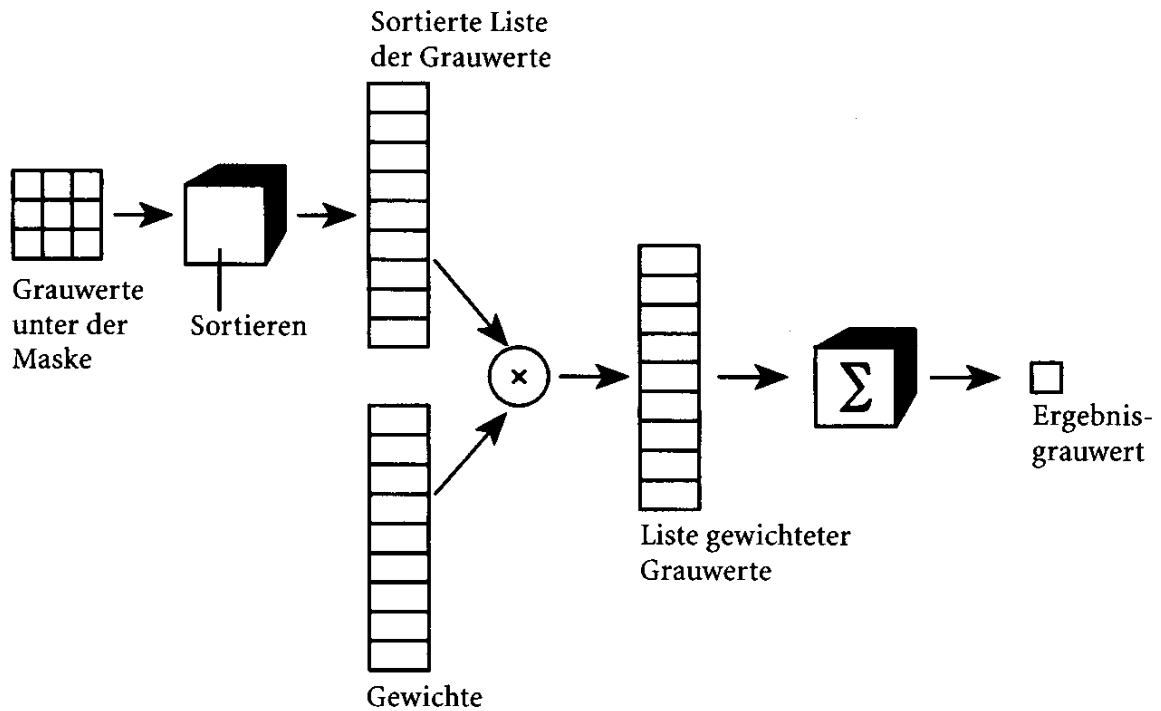 Sortierte Liste
der Grauwerte
Grauwerte
unter der
Maske
Sortieren
×
Σ
Ergebnis-
grauwert
Liste gewichteter
Grauwerte
Gewichte